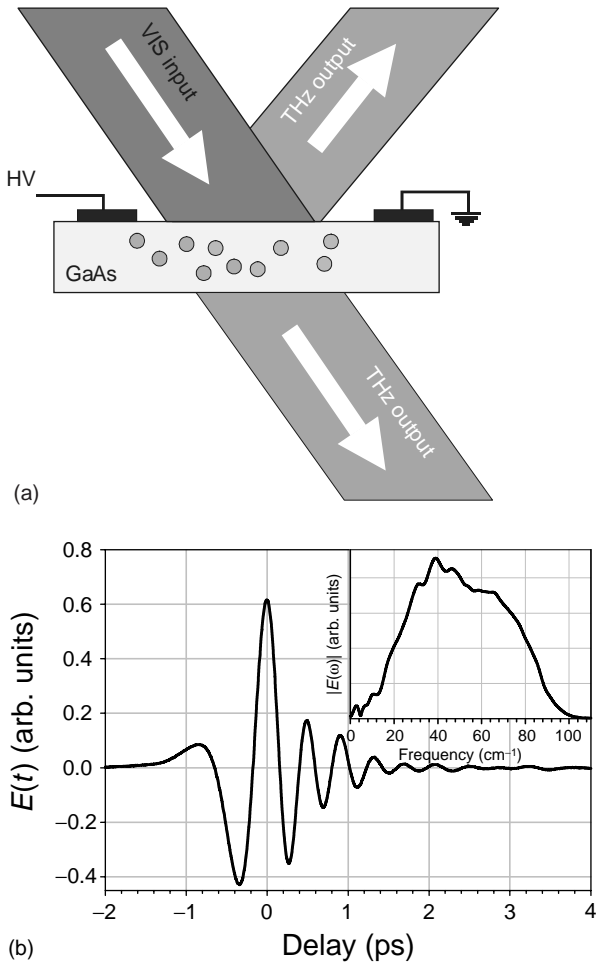 VIS input
THz output
HV
GaAs
THz output
(a)
0.8
0.6
0.4
0.2
0.0
−0.2
−0.4
E(t) (arb. units)
|E(ω)| (arb. units)
0 20 40 60 80 100
Frequency (cm⁻¹)
−2 −1 0 1 2 3 4
Delay (ps)
(b)